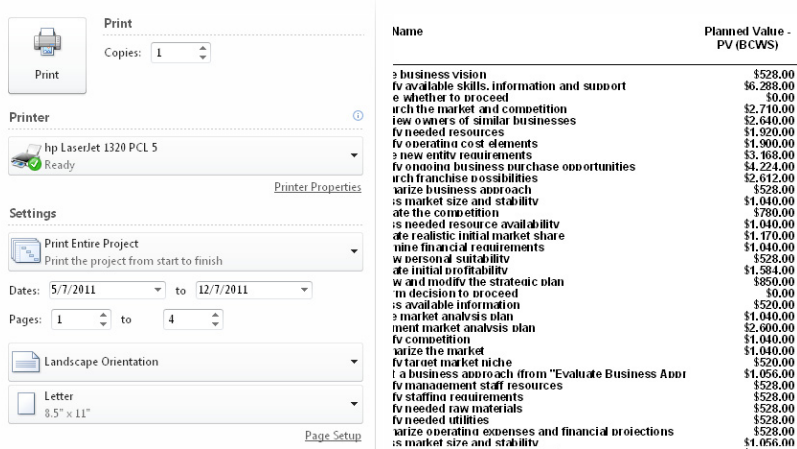 Print
Copies: 1
Print
Printer
hp LaserJet 1320 PCL 5
Ready
Printer Properties
Settings
Print Entire Project
Print the project from start to finish
Dates: 5/7/2011 to 12/7/2011
Pages: 1 to 4
Landscape Orientation
Letter
8.5" x 11"
Page Setup
Name Planned Value -
PV (BCWS)
e business vision $528.00
fy available skills, information and support $6,288.00
e whether to proceed $0.00
arch the market and competition $2,710.00
iew owners of similar businesses $2,640.00
fy needed resources $1,920.00
fy operating cost elements $1,900.00
e new entity requirements $3,168.00
fy ongoing business purchase opportunities $4,224.00
arch franchise possibilities $2,612.00
narize business approach $528.00
ss market size and stability $1,040.00
ate the competition $780.00
ss needed resource availability $1,040.00
ate realistic initial market share $1,170.00
mine financial requirements $1,040.00
w personal suitability $528.00
ate initial profitability $1,584.00
w and modify the strategic plan $850.00
rm decision to proceed $0.00
ss available information $520.00
e market analysis plan $1,040.00
ment market analysis plan $2,600.00
fy competition $1,040.00
narize the market $1,040.00
fy target market niche $520.00
t a business approach (from "Evaluate Business Appr $1,056.00
fy management staff resources $528.00
fy staffing requirements $528.00
fy needed raw materials $528.00
fy needed utilities $528.00
narize operating expenses and financial projections $528.00
ss market size and stability $1,056.00